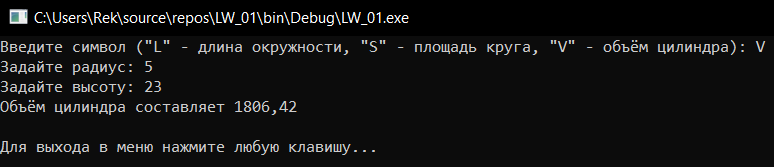 C:\Users\Rek\source\repos\LW_01\bin\Debug\LW_01.exe
Введите символ ("L" - длина окружности, "S" - площадь круга, "V" - объём цилиндра): V
Задайте радиус: 5
Задайте высоту: 23
Объём цилиндра составляет 1806,42
Для выхода в меню нажмите любую клавишу...